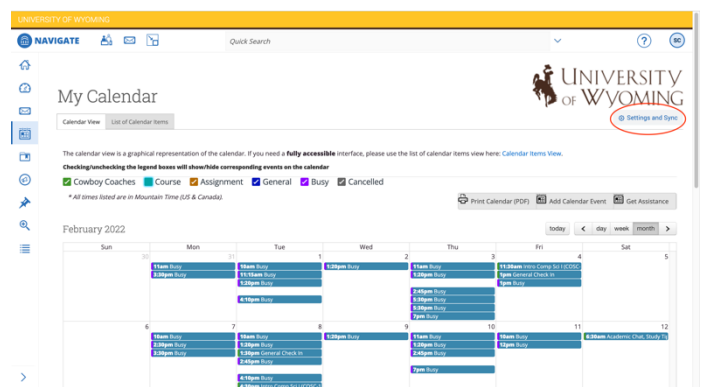 UNIVERSITY OF WYOMING
NAVIGATE
Quick Search
?
SC
UNIVERSITY
OF WYOMING
My Calendar
Settings and Sync
Calendar View
List of Calendar Items
The calendar view is a graphical representation of the calendar. If you need a fully accessible interface, please use the list of calendar items view here: Calendar Items View.
Checking/unchecking the legend boxes will show/hide corresponding events on the calendar
Cowboy Coaches Course Assignment General Busy Cancelled
* All times listed are in Mountain Time (US & Canada).
Print Calendar (PDF) Add Calendar Event Get Assistance
February 2022
today < day week month >
Sun Mon Tue Wed Thu Fri Sat
30 31 1 2 3 4 5
11am Busy
3:30pm Busy
10am Busy
11:15am Busy
1:20pm Busy
4:10pm Busy
1:20pm Busy
11am Busy
1:20pm Busy
2:45pm Busy
5:30pm Busy
5:30pm Busy
7pm Busy
11:30am Intro Comp Sci I (COSC-
1pm General Check in
1pm Busy
6 7 8 9 10 11 12
10am Busy
2:30pm Busy
3:30pm Busy
10am Busy
1:20pm Busy
1:30pm General Check in
2:45pm Busy
4:10pm Busy
4:30pm Intro Comp Sci I (COSC-1
1:20pm Busy
11am Busy
1:20pm Busy
2:45pm Busy
7pm Busy
10am Busy
12pm Busy
6:30am Academic Chat, Study Tip